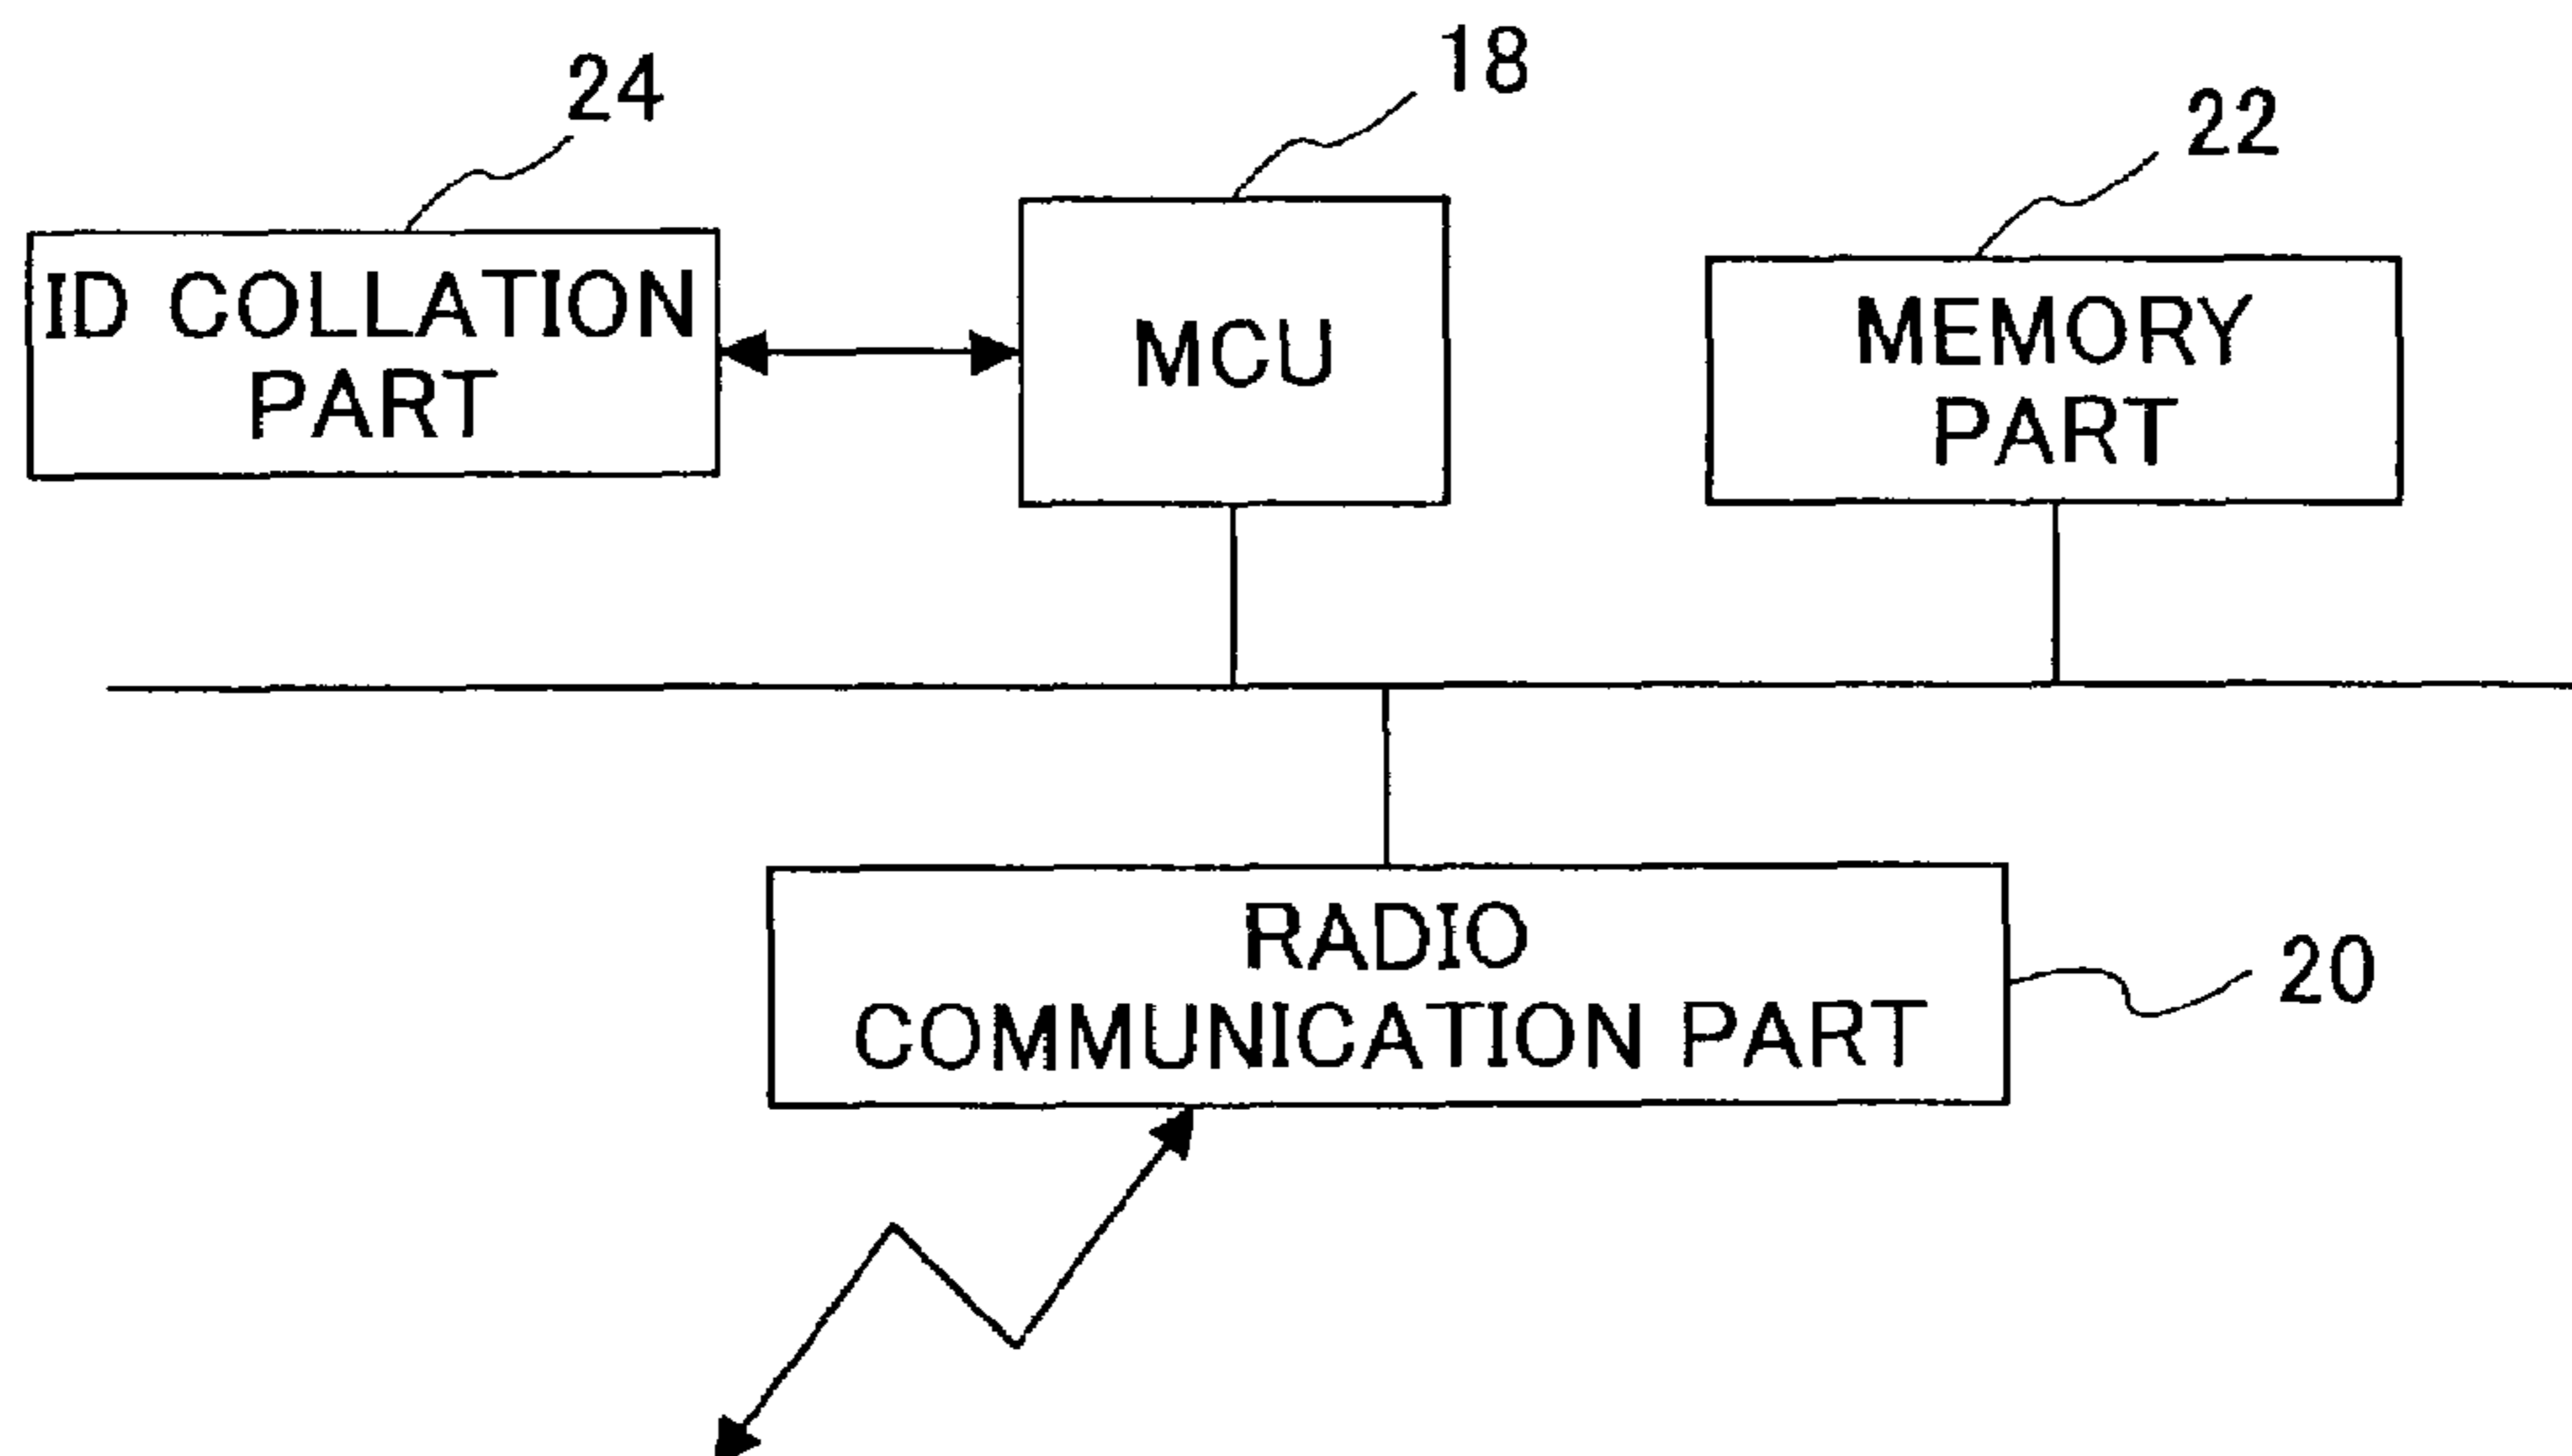 24
18
22
ID COLLATION
PART
MCU
MEMORY
PART
RADIO
COMMUNICATION PART
20